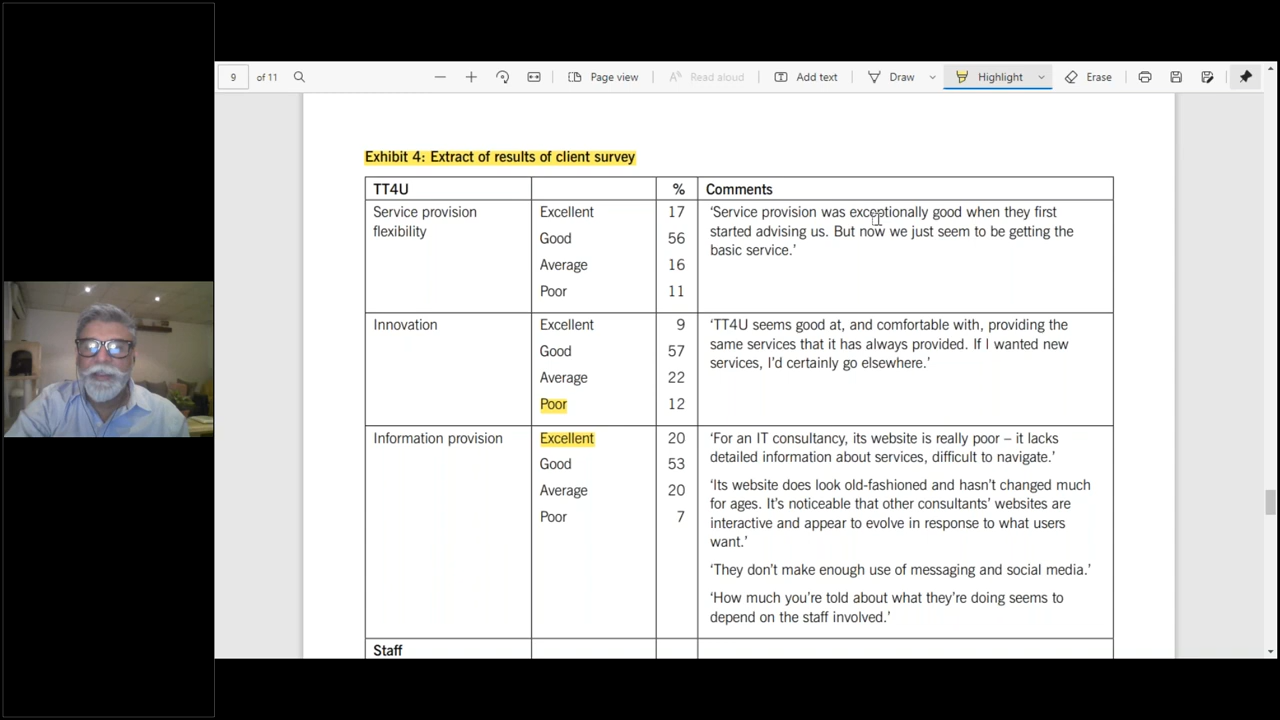 9 of 11 Page view Read aloud Add text Draw Highlight Erase
Exhibit 4: Extract of results of client survey
TT4U % Comments
Service provision flexibility
Excellent 17
Good 56
Average 16
Poor 11
‘Service provision was exceptionally good when they first
started advising us. But now we just seem to be getting the
basic service.’
Innovation
Excellent 9
Good 57
Average 22
Poor 12
‘TT4U seems good at, and comfortable with, providing the
same services that it has always provided. If I wanted new
services, I’d certainly go elsewhere.’
Information provision
Excellent 20
Good 53
Average 20
Poor 7
‘For an IT consultancy, its website is really poor – it lacks
detailed information about services, difficult to navigate.’
‘Its website does look old-fashioned and hasn’t changed much
for ages. It’s noticeable that other consultants’ websites are
interactive and appear to evolve in response to what users
want.’
‘They don’t make enough use of messaging and social media.’
‘How much you’re told about what they’re doing seems to
depend on the staff involved.’
Staff